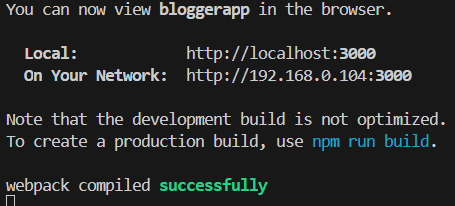 You can now view bloggerapp in the browser.
Local: http://localhost:3000
On Your Network: http://192.168.0.104:3000
Note that the development build is not optimized.
To create a production build, use npm run build.
webpack compiled successfully